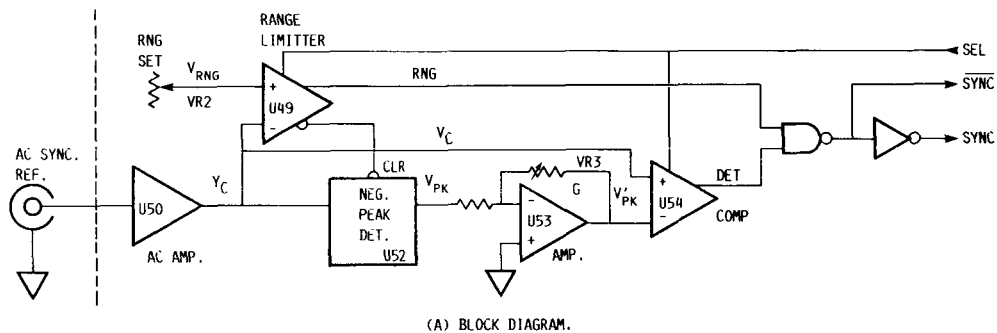 RANGE
LIMITTER
RNG
SET
V_RNG
VR2
+
-
U49
RNG
SEL
SYNC
SYNC
AC SYNC.
REF.
Y_C
V_C
U50
AC AMP.
CLR
NEG.
PEAK
DET.
U52
V_PK
VR3
G
-
+
U53
AMP.
V'_PK
+
-
U54
DET
COMP
(A) BLOCK DIAGRAM.